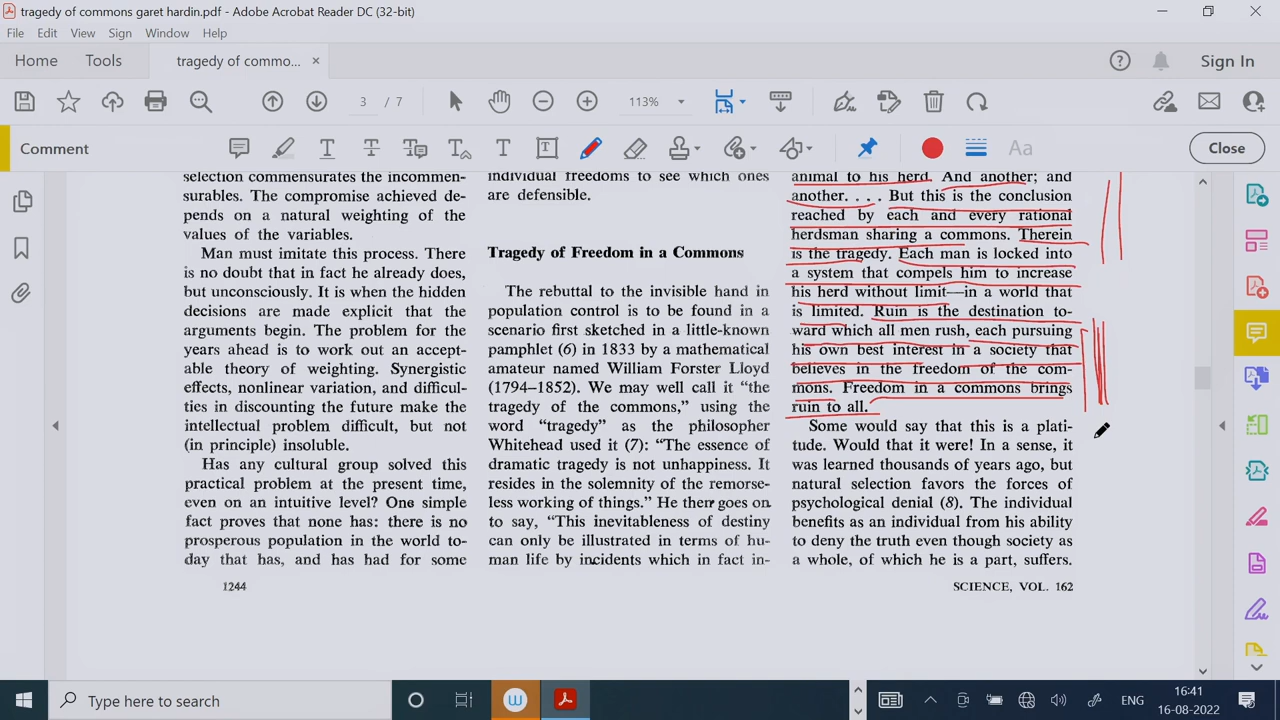 tragedy of commons garet hardin.pdf - Adobe Acrobat Reader DC (32-bit)
File Edit View Sign Window Help
Home Tools tragedy of commo... ×
Sign In
3 / 7
113%
Comment
Aa
Close
selection commensurates the incommen-
surables. The compromise achieved de-
pends on a natural weighting of the
values of the variables.
Man must imitate this process. There
is no doubt that in fact he already does,
but unconsciously. It is when the hidden
decisions are made explicit that the
arguments begin. The problem for the
years ahead is to work out an accept-
able theory of weighting. Synergistic
effects, nonlinear variation, and difficul-
ties in discounting the future make the
intellectual problem difficult, but not
(in principle) insoluble.
Has any cultural group solved this
practical problem at the present time,
even on an intuitive level? One simple
fact proves that none has: there is no
prosperous population in the world to-
day that has, and has had for some
1244
individual freedoms to see which ones
are defensible.
Tragedy of Freedom in a Commons
The rebuttal to the invisible hand in
population control is to be found in a
scenario first sketched in a little-known
pamphlet (6) in 1833 by a mathematical
amateur named William Forster Lloyd
(1794–1852). We may well call it “the
tragedy of the commons,” using the
word “tragedy” as the philosopher
Whitehead used it (7): “The essence of
dramatic tragedy is not unhappiness. It
resides in the solemnity of the remorse-
less working of things.” He then goes on
to say, “This inevitableness of destiny
can only be illustrated in terms of hu-
man life by incidents which in fact in-
animal to his herd. And another; and
another. . . . But this is the conclusion
reached by each and every rational
herdsman sharing a commons. Therein
is the tragedy. Each man is locked into
a system that compels him to increase
his herd without limit—in a world that
is limited. Ruin is the destination to-
ward which all men rush, each pursuing
his own best interest in a society that
believes in the freedom of the com-
mons. Freedom in a commons brings
ruin to all.
Some would say that this is a plati-
tude. Would that it were! In a sense, it
was learned thousands of years ago, but
natural selection favors the forces of
psychological denial (8). The individual
benefits as an individual from his ability
to deny the truth even though society as
a whole, of which he is a part, suffers.
SCIENCE, VOL. 162
Type here to search
ENG
16:41
16-08-2022